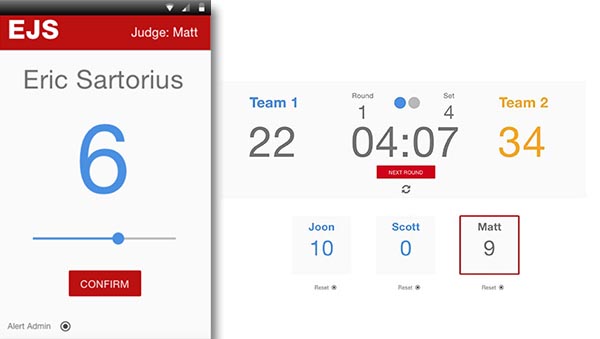 EJS
Judge: Matt
Eric Sartorius
6
CONFIRM
Alert Admin
Team 1
Round
Set
Team 2
22
1
4
34
04:07
NEXT ROUND
Joon
Scott
Matt
10
0
9
Reset
Reset
Reset